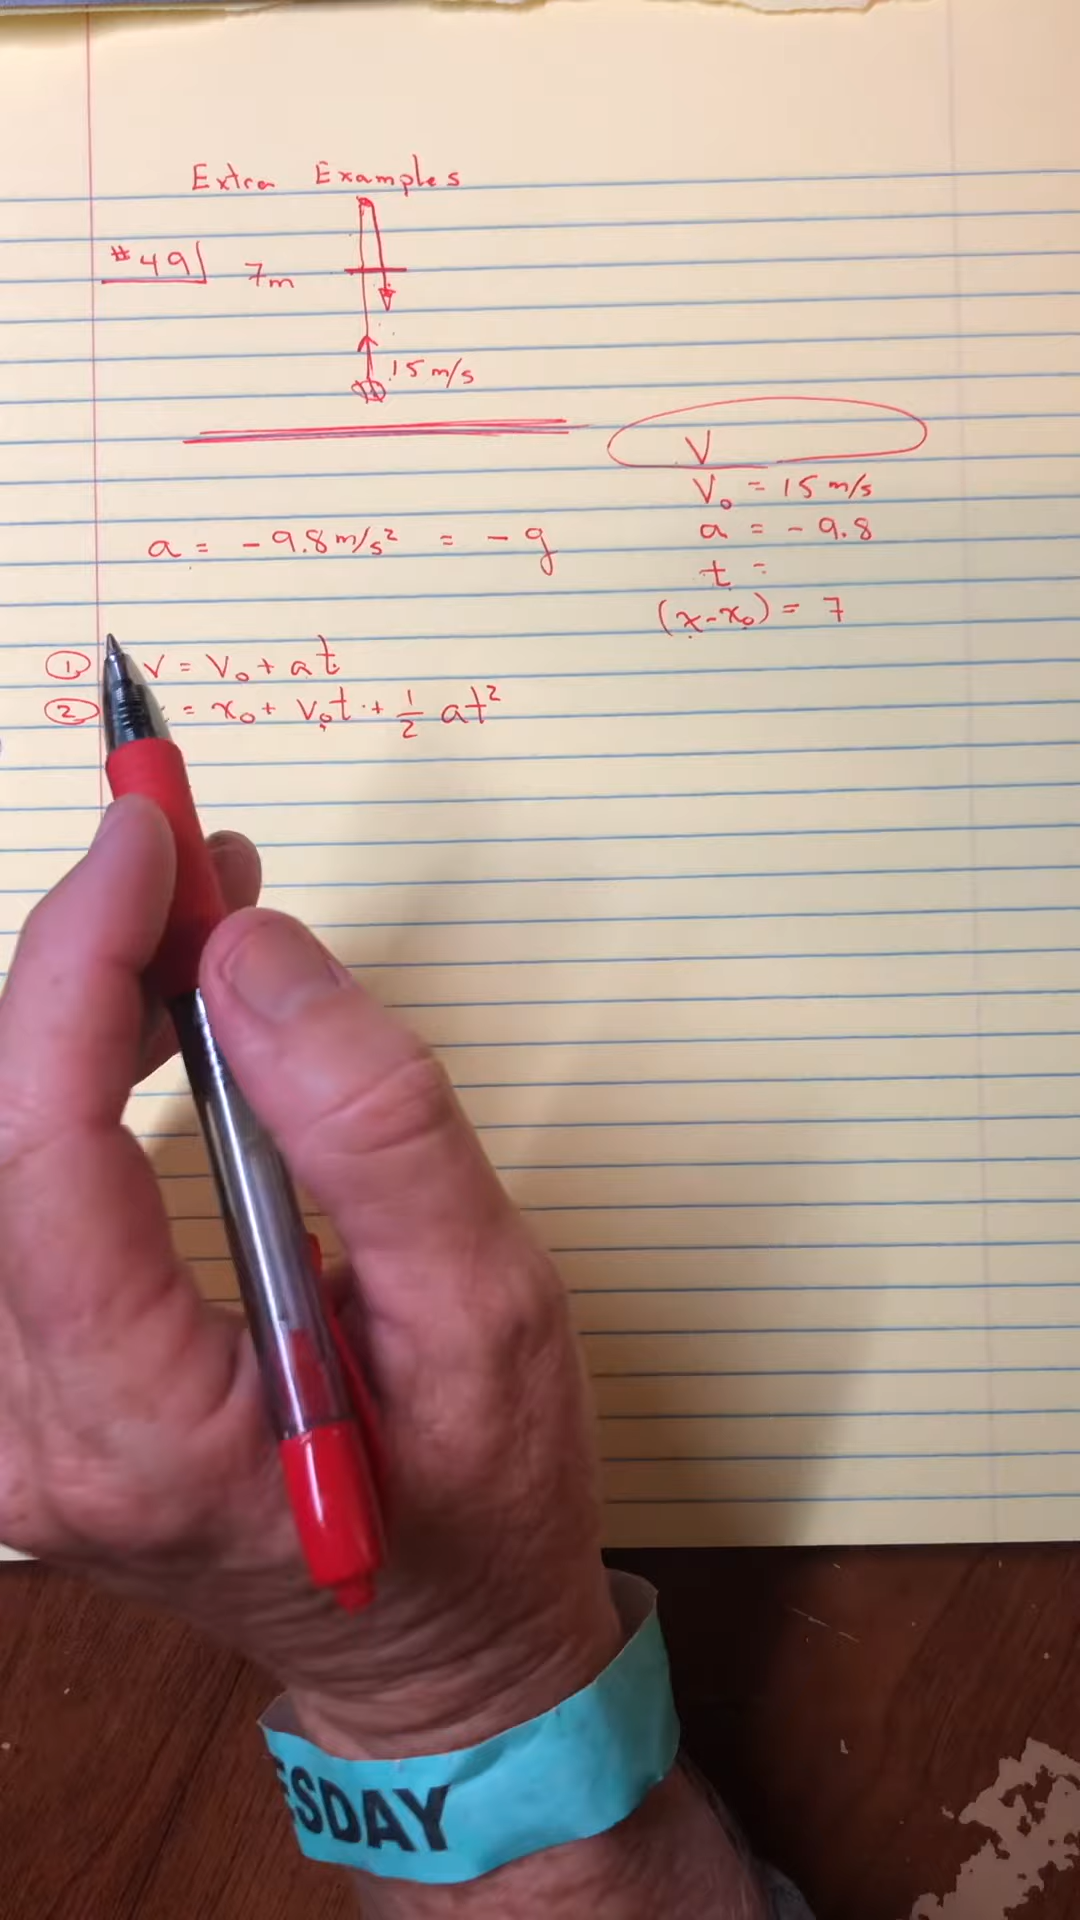 Extra Examples
#49
7m
15 m/s
V
V₀ = 15 m/s
a = - 9.8 m/s² = - g
a = - 9.8
t =
(x-x₀) = 7
① V = V₀ + at
② = x₀ + V₀t + 1/2 at²
ESDAY